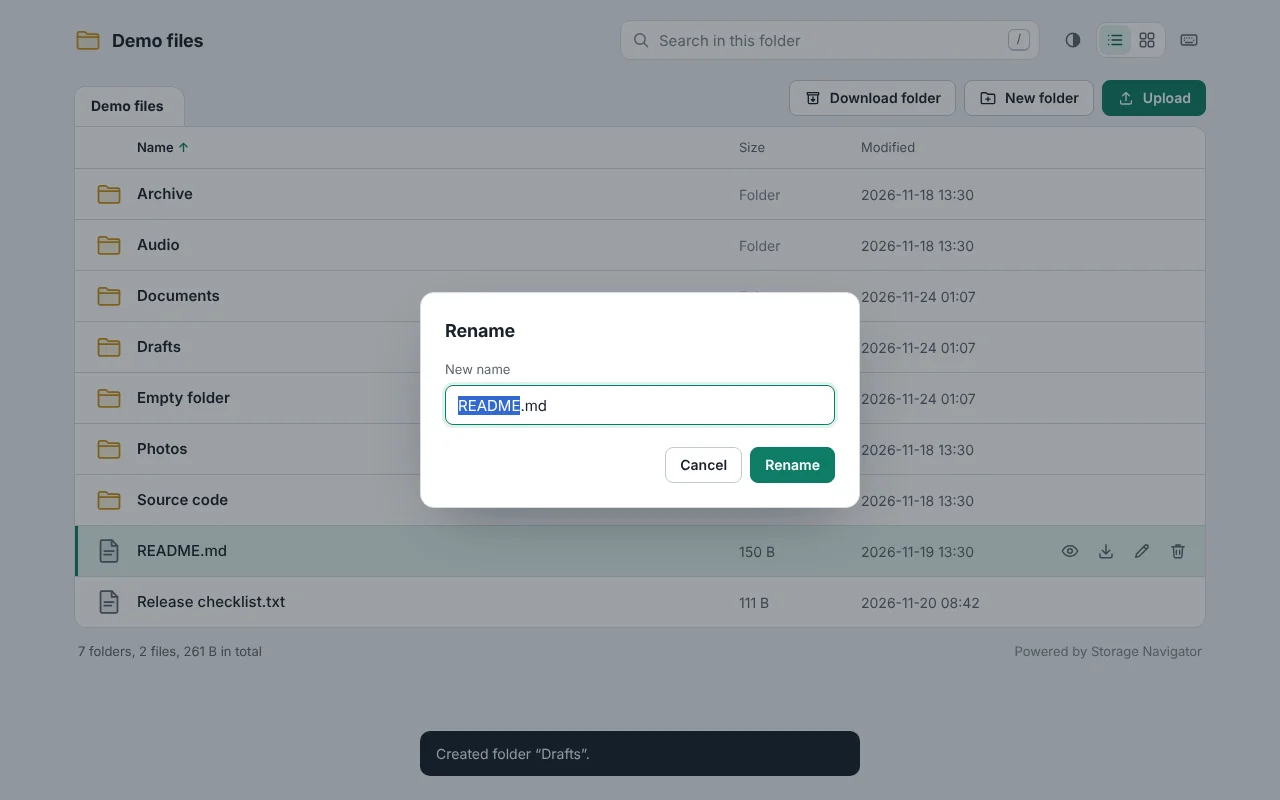 Demo files
Search in this folder
/
Demo files
Download folder
New folder
Upload
Name Size Modified
Archive Folder 2026-11-18 13:30
Audio Folder 2026-11-18 13:30
Documents 2026-11-24 01:07
Drafts 2026-11-24 01:07
Empty folder 2026-11-24 01:07
Photos 2026-11-18 13:30
Source code 2026-11-18 13:30
README.md 150 B 2026-11-19 13:30
Release checklist.txt 111 B 2026-11-20 08:42
7 folders, 2 files, 261 B in total
Powered by Storage Navigator
Rename
New name
README.md
Cancel
Rename
Created folder “Drafts”.